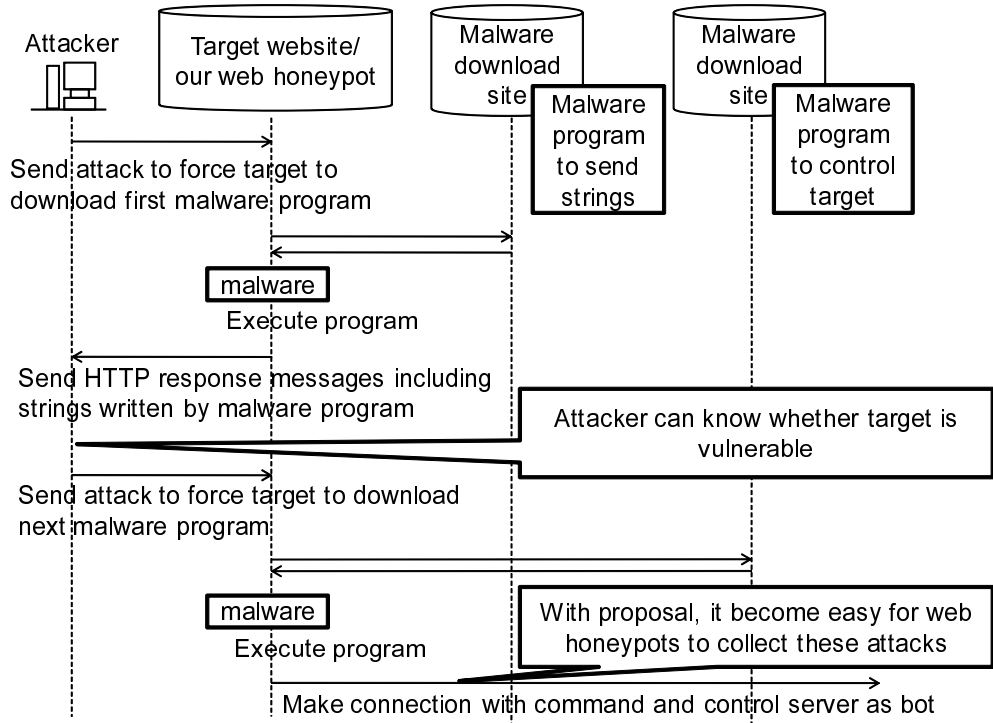 Attacker
Target website/
our web honeypot
Malware
download
site
Malware
program
to send
strings
Malware
download
site
Malware
program
to control
target
Send attack to force target to
download first malware program
malware
Execute program
Send HTTP response messages including
strings written by malware program
Attacker can know whether target is
vulnerable
Send attack to force target to download
next malware program
malware
Execute program
With proposal, it become easy for web
honeypots to collect these attacks
Make connection with command and control server as bot